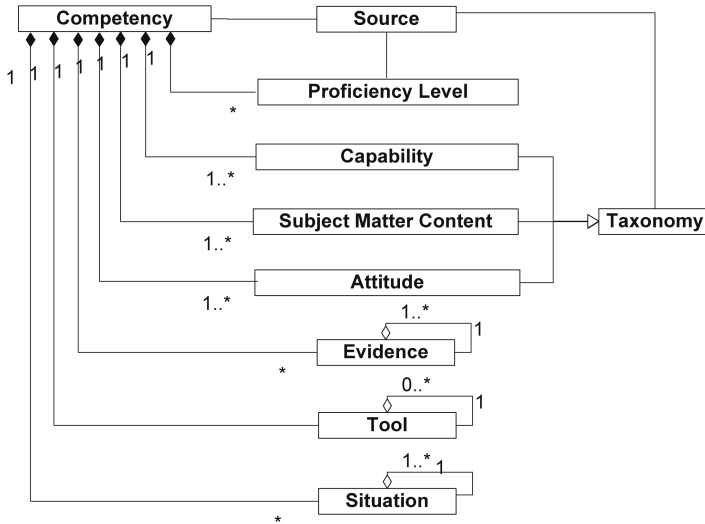 Competency
Source
1 1 1 1 1 1 1
Proficiency Level
*
Capability
1..*
Subject Matter Content
Taxonomy
1..*
Attitude
1..*
1..*
1
Evidence
*
0..*
1
Tool
1..*
1
Situation
*